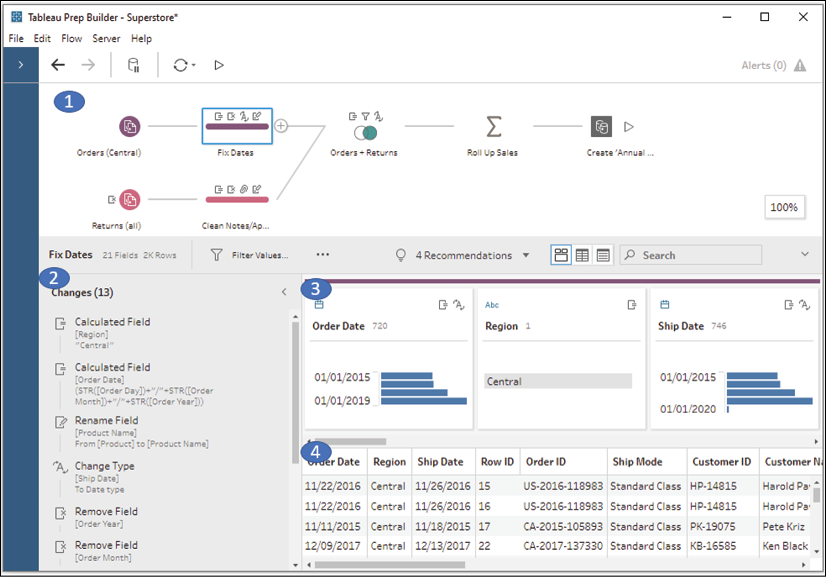 Tableau Prep Builder - Superstore*
File Edit Flow Server Help
Alerts (0)
1
Orders (Central)
Fix Dates
Orders + Returns
Roll Up Sales
Create 'Annual ...
Returns (all)
Clean Notes/Ap...
100%
Fix Dates 21 Fields 2K Rows
Filter Values...
4 Recommendations
Search
2
Changes (13)
Calculated Field
[Region]
"Central"
Calculated Field
[Order Date]
(STR([Order Day])+"/"+STR([Order
Month])+"/"+STR([Order Year]))
Rename Field
[Product Name]
From [Product] to [Product Name]
Change Type
[Ship Date]
To Date type
Remove Field
[Order Year]
Remove Field
[Order Month]
3
Order Date 720
01/01/2015
01/01/2019
Abc
Region 1
Central
Ship Date 746
01/01/2015
01/01/2020
4
Order Date Region Ship Date Row ID Order ID Ship Mode Customer ID Customer Na
11/22/2016 Central 11/26/2016 15 US-2016-118983 Standard Class HP-14815 Harold Pa
11/22/2016 Central 11/26/2016 16 US-2016-118983 Standard Class HP-14815 Harold Pa
11/11/2015 Central 11/18/2015 17 CA-2015-105893 Standard Class PK-19075 Pete Kriz
12/09/2017 Central 12/13/2017 22 CA-2017-137330 Standard Class KB-16585 Ken Black